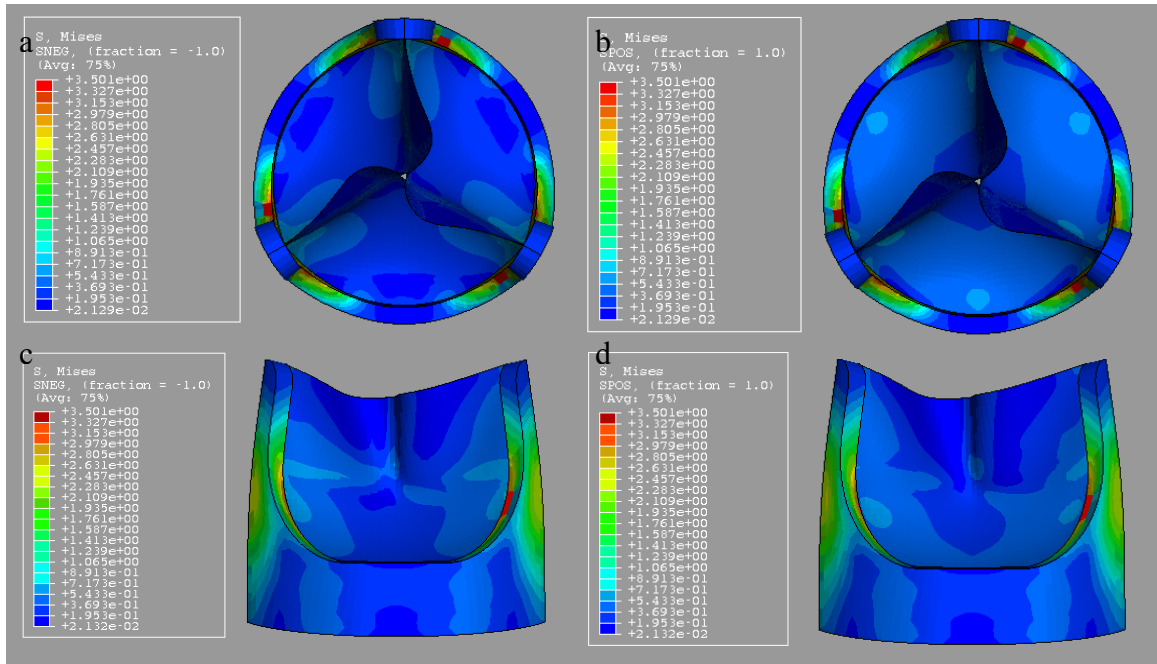 a
S, Mises
SNEG, (fraction = -1.0)
(Avg: 75%)
+3.501e+00
+3.327e+00
+3.153e+00
+2.979e+00
+2.805e+00
+2.631e+00
+2.457e+00
+2.283e+00
+2.109e+00
+1.935e+00
+1.761e+00
+1.587e+00
+1.413e+00
+1.239e+00
+1.065e+00
+8.913e-01
+7.173e-01
+5.433e-01
+3.693e-01
+1.953e-01
+2.129e-02
b
S, Mises
SPOS, (fraction = 1.0)
(Avg: 75%)
+3.501e+00
+3.327e+00
+3.153e+00
+2.979e+00
+2.805e+00
+2.631e+00
+2.457e+00
+2.283e+00
+2.109e+00
+1.935e+00
+1.761e+00
+1.587e+00
+1.413e+00
+1.239e+00
+1.065e+00
+8.913e-01
+7.173e-01
+5.433e-01
+3.693e-01
+1.953e-01
+2.129e-02
c
S, Mises
SNEG, (fraction = -1.0)
(Avg: 75%)
+3.501e+00
+3.327e+00
+3.153e+00
+2.979e+00
+2.805e+00
+2.631e+00
+2.457e+00
+2.283e+00
+2.109e+00
+1.935e+00
+1.761e+00
+1.587e+00
+1.413e+00
+1.239e+00
+1.065e+00
+8.913e-01
+7.173e-01
+5.433e-01
+3.693e-01
+1.953e-01
+2.132e-02
d
S, Mises
SPOS, (fraction = 1.0)
(Avg: 75%)
+3.501e+00
+3.327e+00
+3.153e+00
+2.979e+00
+2.805e+00
+2.631e+00
+2.457e+00
+2.283e+00
+2.109e+00
+1.935e+00
+1.761e+00
+1.587e+00
+1.413e+00
+1.239e+00
+1.065e+00
+8.913e-01
+7.173e-01
+5.433e-01
+3.693e-01
+1.953e-01
+2.132e-02